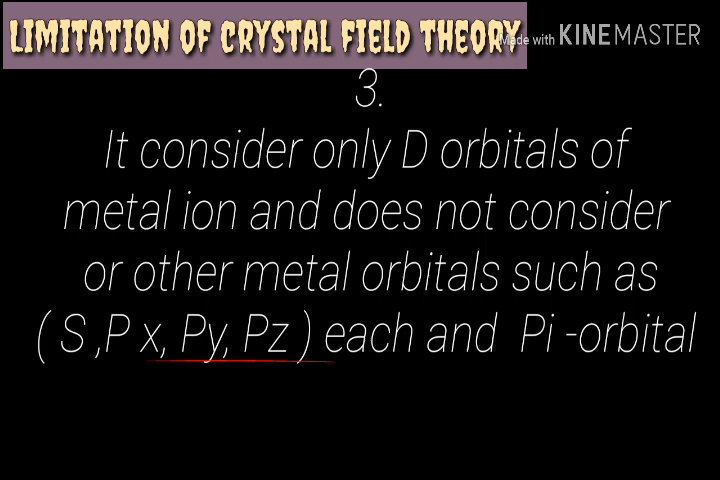 LIMITATION OF CRYSTAL FIELD THEORY
Made with KINEMASTER
3.
It consider only D orbitals of
metal ion and does not consider
or other metal orbitals such as
( S ,P x, Py, Pz ) each and Pi -orbital